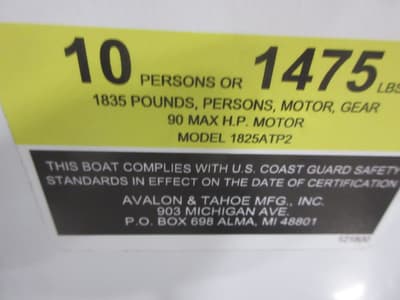 10 PERSONS OR 1475 LBS
1835 POUNDS, PERSONS, MOTOR, GEAR
90 MAX H.P. MOTOR
MODEL 1825ATP2
THIS BOAT COMPLIES WITH U.S. COAST GUARD SAFETY
STANDARDS IN EFFECT ON THE DATE OF CERTIFICATION
AVALON & TAHOE MFG., INC.
903 MICHIGAN AVE.
P.O. BOX 698 ALMA, MI 48801